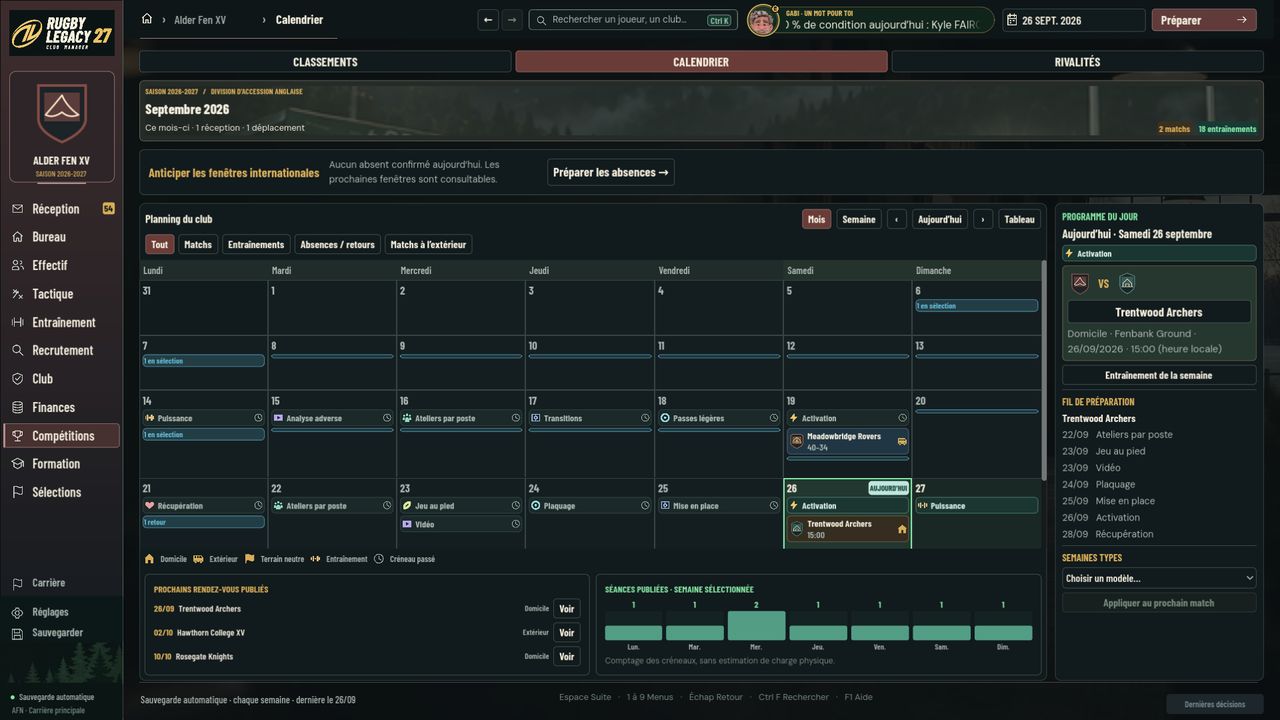 RUGBY
LEGACY 27
CLUB MANAGER
Alder Fen XV
Calendrier
Rechercher un joueur, un club...
Ctrl K
GABI · UN MOT POUR TOI
% de condition aujourd'hui : Kyle FAIRC
26 SEPT. 2026
Préparer
ALDER FEN XV
SAISON 2026-2027
Réception
54
Bureau
Effectif
Tactique
Entraînement
Recrutement
Club
Finances
Compétitions
Formation
Sélections
Carrière
Réglages
Sauvegarder
Sauvegarde automatique
AFN · Carrière principale
CLASSEMENTS
CALENDRIER
RIVALITÉS
SAISON 2026-2027 / DIVISION D'ACCESSION ANGLAISE
Septembre 2026
Ce mois-ci · 1 réception · 1 déplacement
2 matchs
18 entraînements
Anticiper les fenêtres internationales
Aucun absent confirmé aujourd'hui. Les
prochaines fenêtres sont consultables.
Préparer les absences →
Planning du club
Mois
Semaine
‹
Aujourd'hui
›
Tableau
Tout
Matchs
Entraînements
Absences / retours
Matchs à l'extérieur
Lundi
Mardi
Mercredi
Jeudi
Vendredi
Samedi
Dimanche
31
1
2
3
4
5
6
1 en sélection
7
8
9
10
11
12
13
1 en sélection
14
15
16
17
18
19
20
Puissance
Analyse adverse
Ateliers par poste
Transitions
Passes légères
Activation
1 en sélection
Meadowbridge Rovers
40-34
21
22
23
24
25
26
AUJOURD'HUI
27
Récupération
Ateliers par poste
Jeu au pied
Plaquage
Mise en place
Activation
Puissance
1 retour
Vidéo
Trentwood Archers
15:00
Domicile
Extérieur
Terrain neutre
Entraînement
Créneau passé
PROCHAINS RENDEZ-VOUS PUBLIÉS
26/09 Trentwood Archers
Domicile
Voir
02/10 Hawthorn College XV
Extérieur
Voir
10/10 Rosegate Knights
Domicile
Voir
SÉANCES PUBLIÉES · SEMAINE SÉLECTIONNÉE
1
1
2
1
1
1
1
Lun.
Mar.
Mer.
Jeu.
Ven.
Sam.
Dim.
Comptage des créneaux, sans estimation de charge physique.
PROGRAMME DU JOUR
Aujourd'hui · Samedi 26 septembre
Activation
VS
Trentwood Archers
Domicile · Fenbank Ground ·
26/09/2026 · 15:00 (heure locale)
Entraînement de la semaine
FIL DE PRÉPARATION
Trentwood Archers
22/09 Ateliers par poste
23/09 Jeu au pied
23/09 Vidéo
24/09 Plaquage
25/09 Mise en place
26/09 Activation
28/09 Récupération
SEMAINES TYPES
Choisir un modèle...
Appliquer au prochain match
Sauvegarde automatique · chaque semaine · dernière le 26/09
Espace Suite · 1 à 9 Menus · Échap Retour · Ctrl F Rechercher · F1 Aide
Dernières décisions